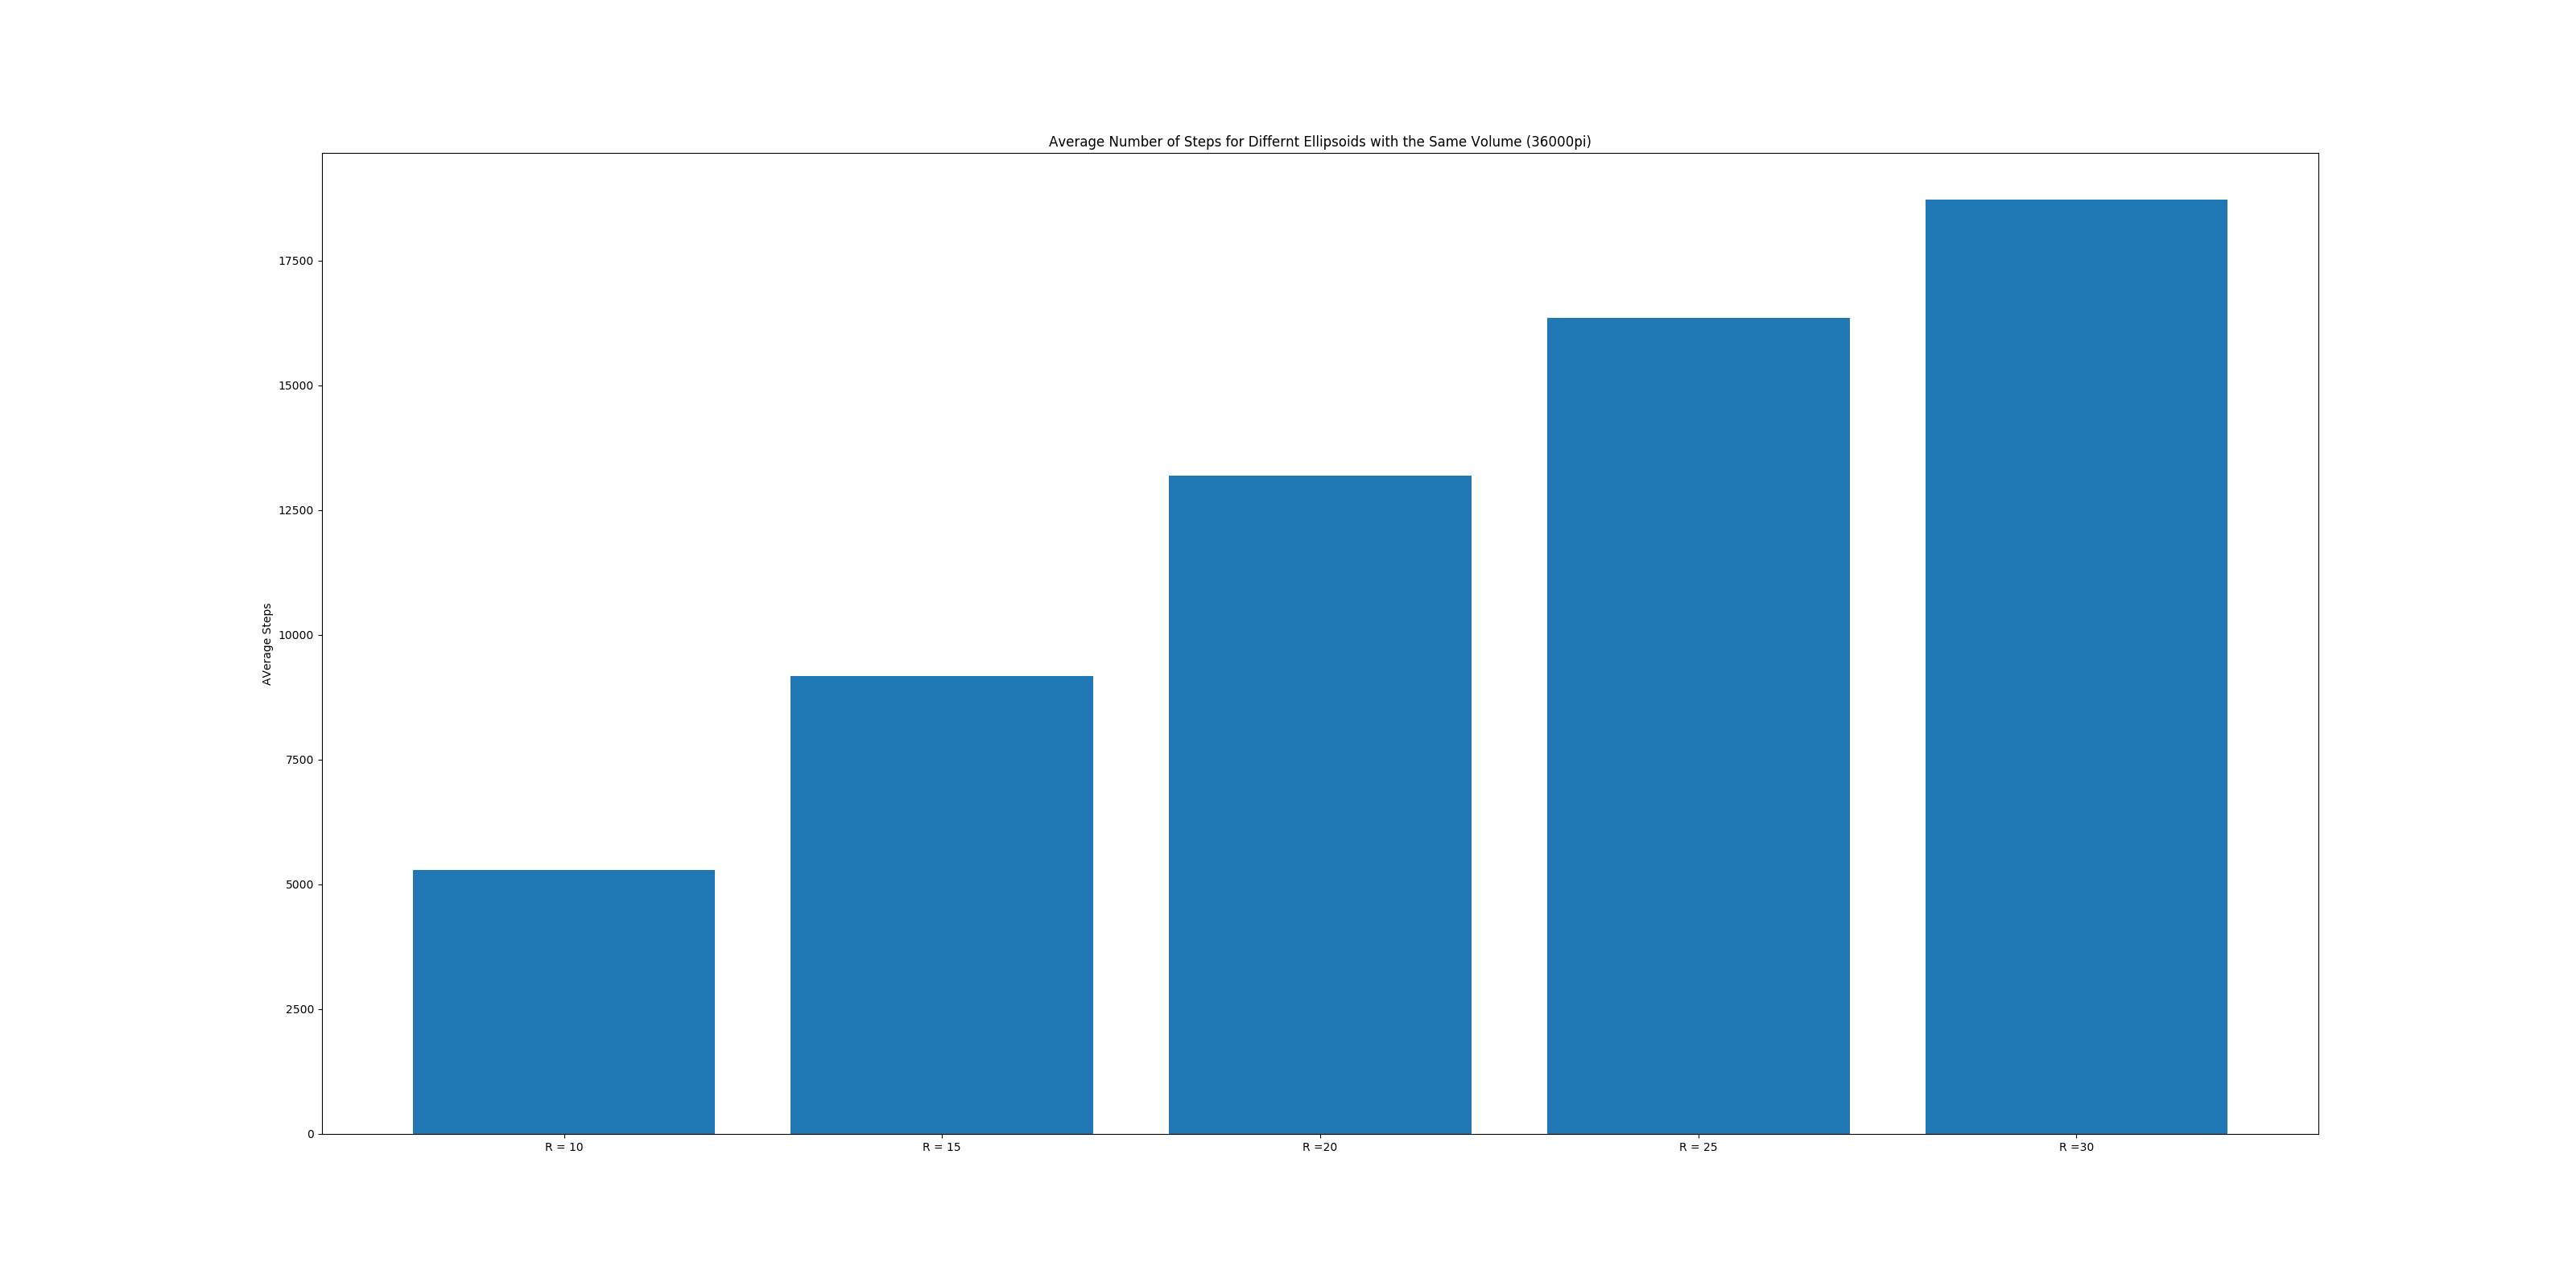 Average Number of Steps for Differnt Ellipsoids with the Same Volume (36000pi)
AVerage Steps
17500
15000
12500
10000
7500
5000
2500
0
R = 10
R = 15
R =20
R = 25
R =30